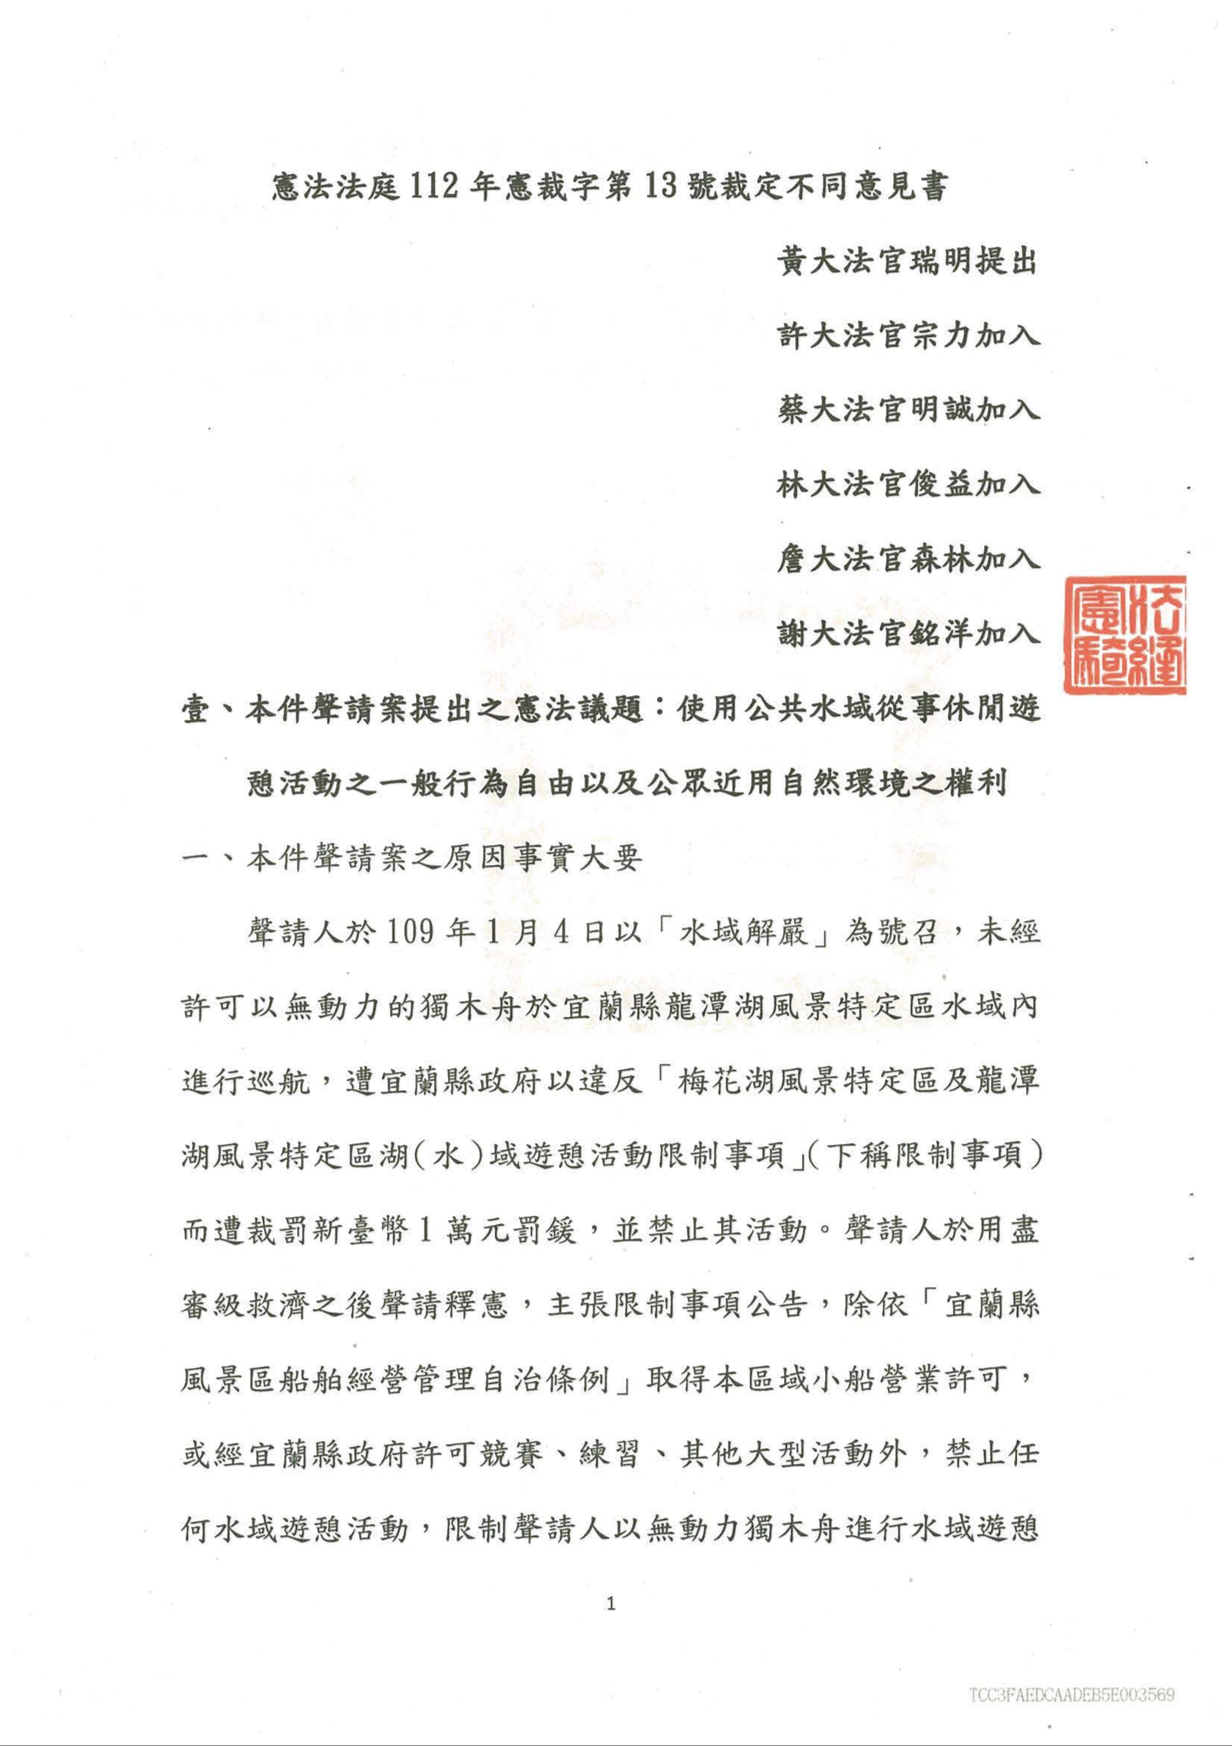 憲法法庭 112 年憲裁字第 13 號裁定不同意見書
黃大法官瑞明提出
許大法官宗力加入
蔡大法官明誠加入
林大法官俊益加入
詹大法官森林加入
謝大法官銘洋加入
憲法
騎縫
壹、本件聲請案提出之憲法議題：使用公共水域從事休閒遊
憩活動之一般行為自由以及公眾近用自然環境之權利
一、本件聲請案之原因事實大要
聲請人於 109 年 1 月 4 日以「水域解嚴」為號召，未經
許可以無動力的獨木舟於宜蘭縣龍潭湖風景特定區水域內
進行巡航，遭宜蘭縣政府以違反「梅花湖風景特定區及龍潭
湖風景特定區湖(水)域遊憩活動限制事項」(下稱限制事項)
而遭裁罰新臺幣 1 萬元罰鍰，並禁止其活動。聲請人於用盡
審級救濟之後聲請釋憲，主張限制事項公告，除依「宜蘭縣
風景區船舶經營管理自治條例」取得本區域小船營業許可，
或經宜蘭縣政府許可競賽、練習、其他大型活動外，禁止任
何水域遊憩活動，限制聲請人以無動力獨木舟進行水域遊憩
1
TCC3FAEDCAADEB5E003569